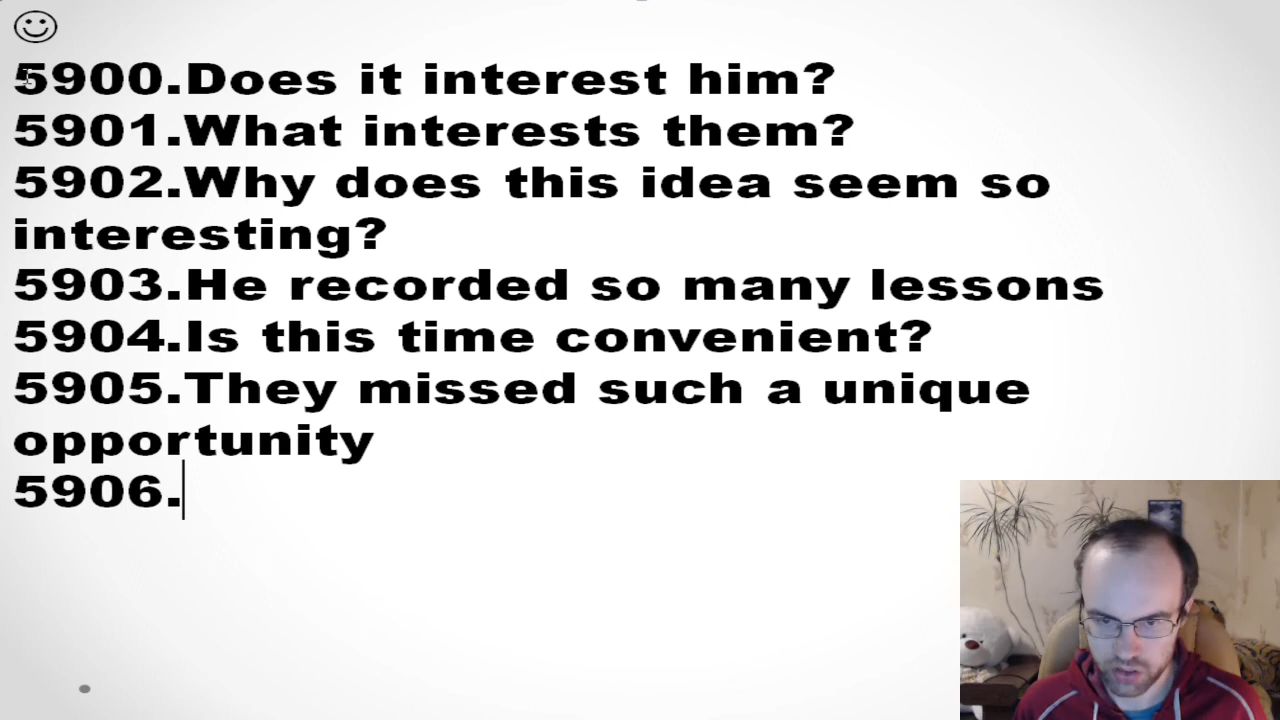 5900.Does it interest him?
5901.What interests them?
5902.Why does this idea seem so
interesting?
5903.He recorded so many lessons
5904.Is this time convenient?
5905.They missed such a unique
opportunity
5906.